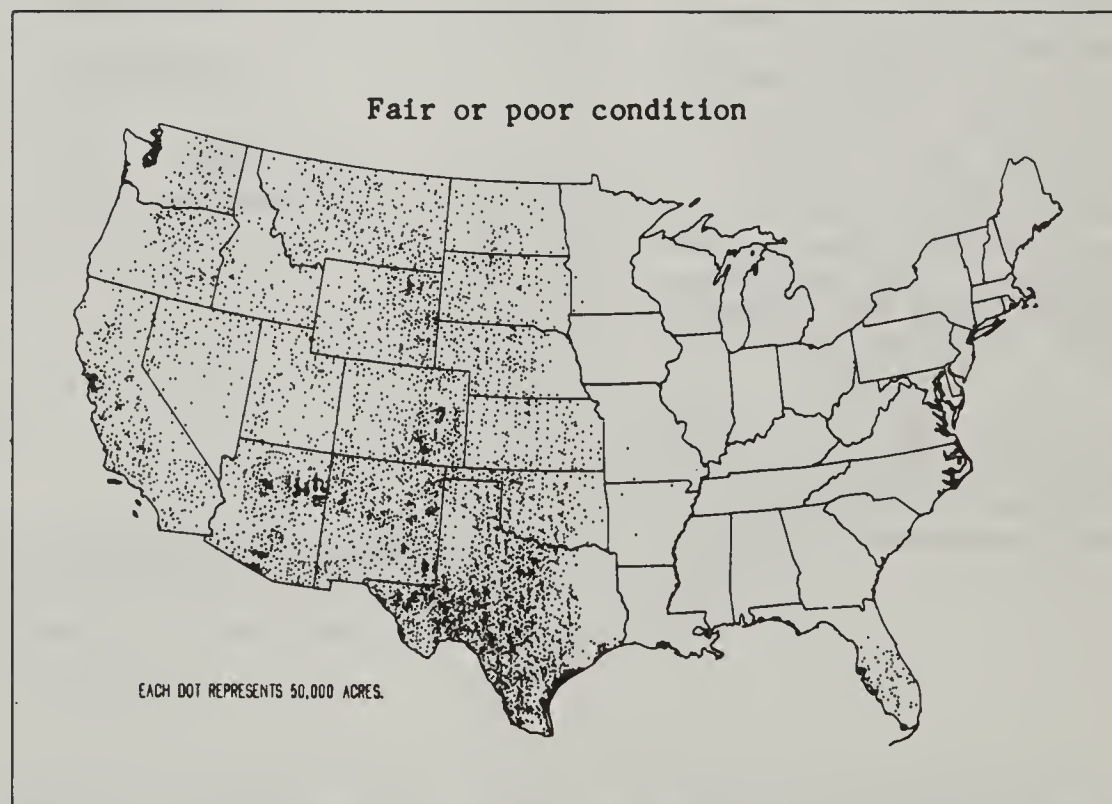 Fair or poor condition
EACH DOT REPRESENTS 50,000 ACRES.